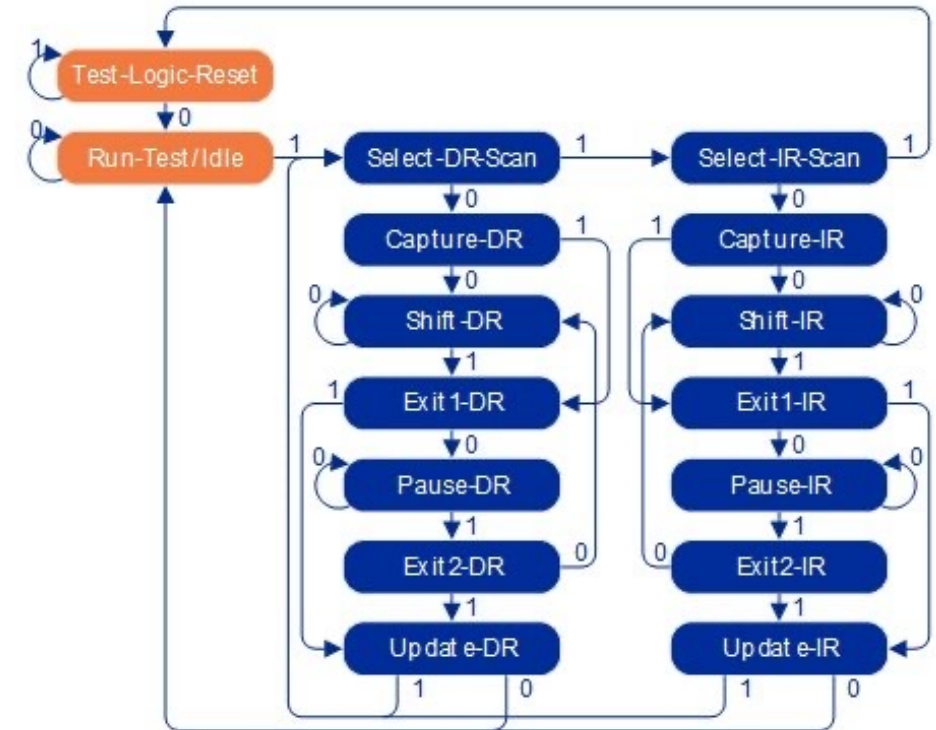 1
Test-Logic-Reset
0
0
Run-Test/Idle
1
Select-DR-Scan
1
Select-IR-Scan
1
0
0
Capture-DR
1
1
Capture-IR
0
0
0
Shift-DR
Shift-IR
0
1
1
1
Exit1-DR
Exit1-IR
1
0
0
0
Pause-DR
Pause-IR
0
1
1
Exit2-DR
0
0
Exit2-IR
1
1
Update-DR
Update-IR
1
0
1
0